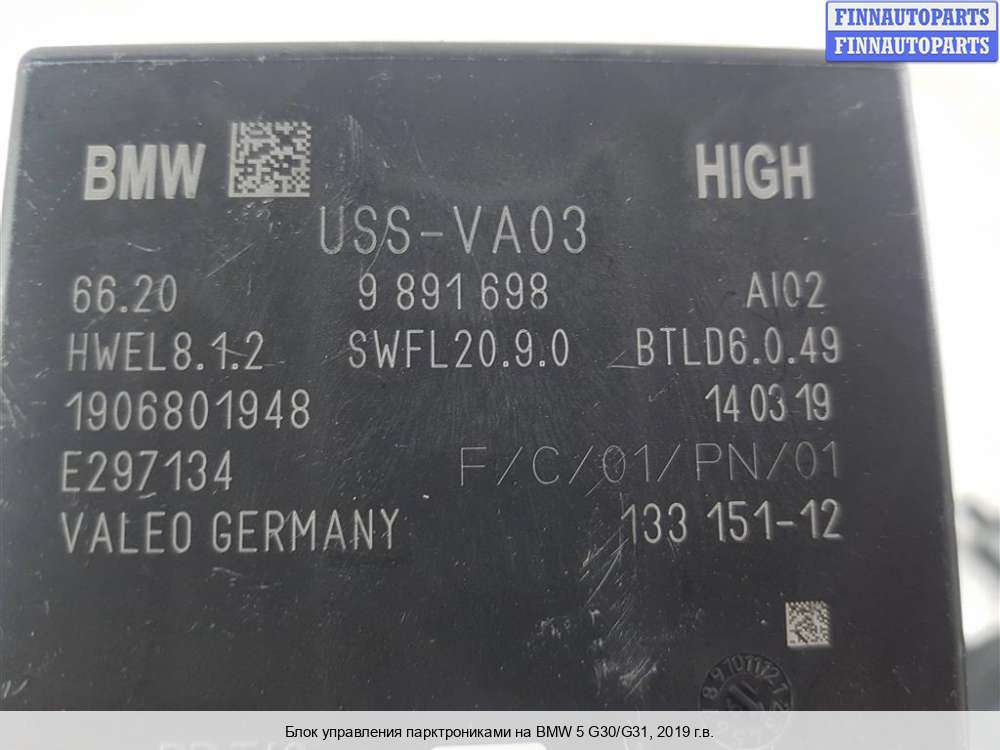 FINNAUTOPARTS
FINNAUTOPARTS
BMW HIGH
USS-VA03
66.20 9 891 698 AI02
HWEL8.1.2 SWFL20.9.0 BTLD6.0.49
1906801948 14 03 19
E297134 F/C/01/PN/01
VALEO GERMANY 133 151-12
Блок управления парктрониками на BMW 5 G30/G31, 2019 г.в.